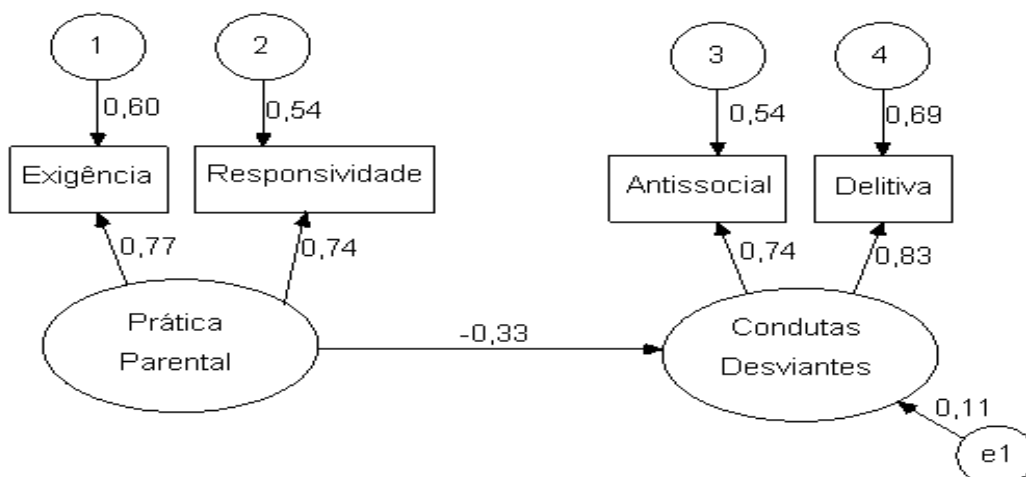 1
2
3
4
0,60
0,54
0,54
0,69
Exigência
Responsividade
Antissocial
Delitiva
0,77
0,74
0,74
0,83
Prática
Parental
-0,33
Condutas
Desviantes
0,11
e1